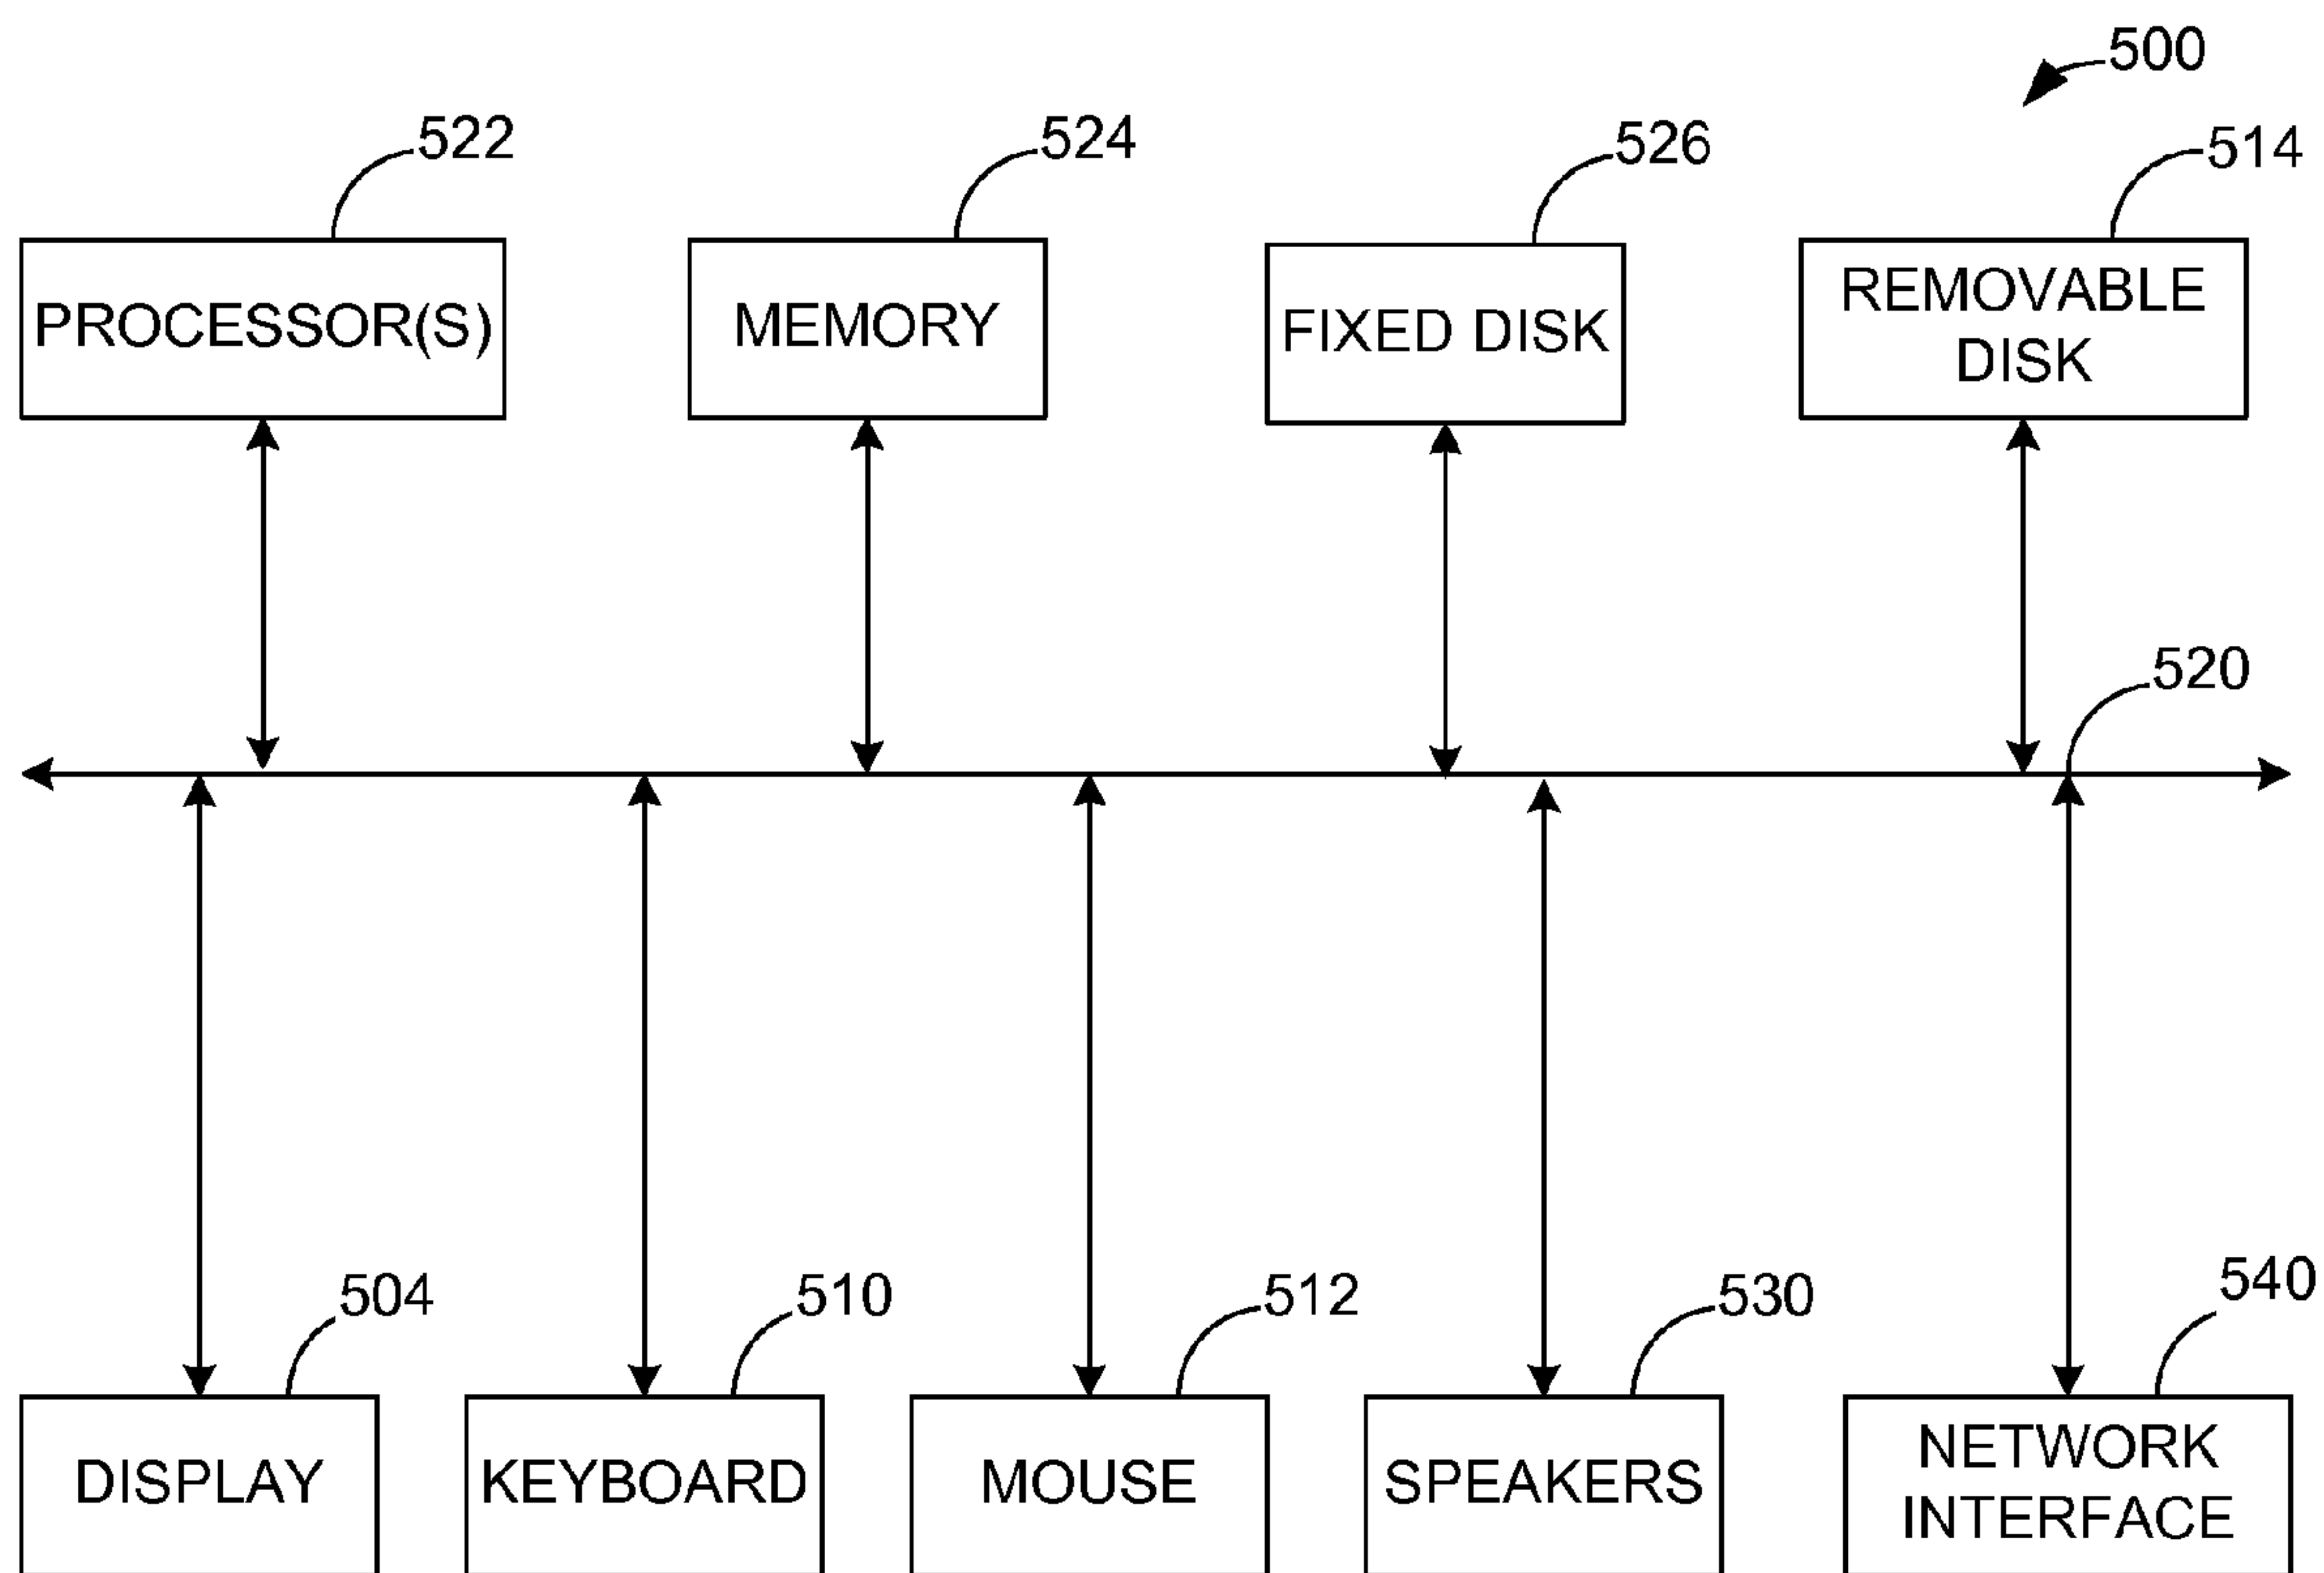 500
522
524
526
514
PROCESSOR(S)
MEMORY
FIXED DISK
REMOVABLE
DISK
520
504
510
512
530
540
DISPLAY
KEYBOARD
MOUSE
SPEAKERS
NETWORK
INTERFACE